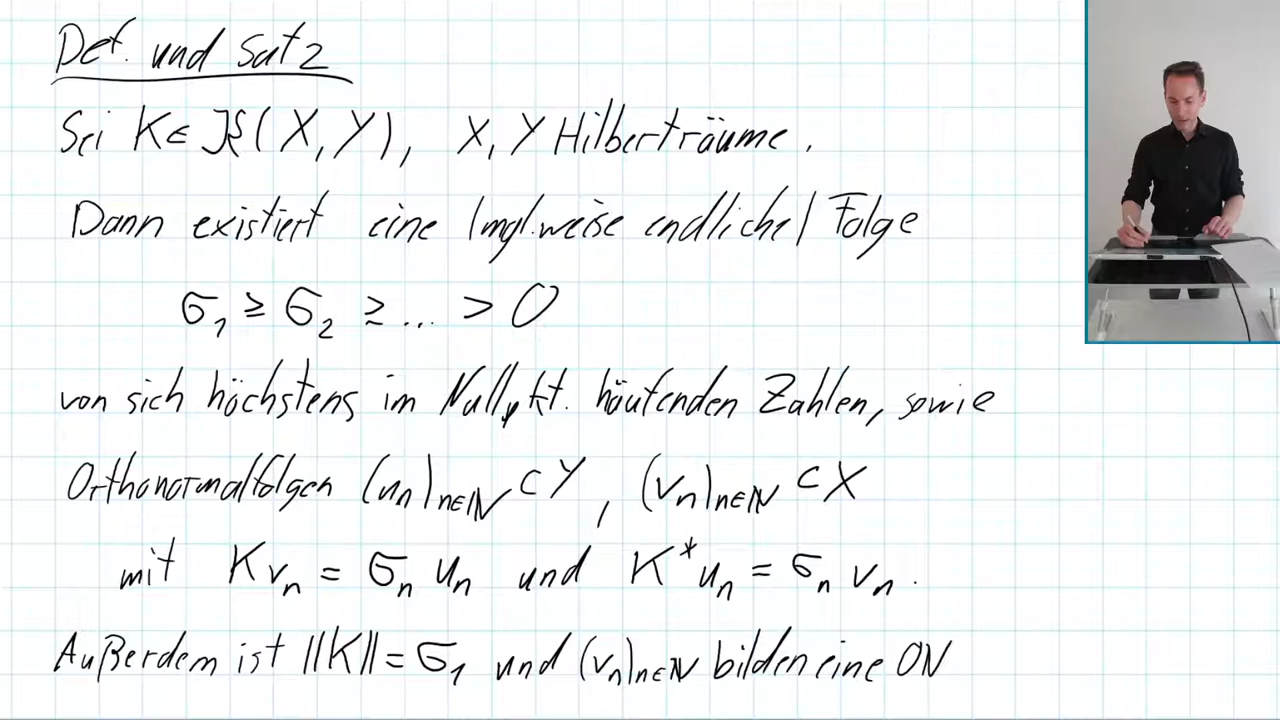 Def. und Satz
Sei K ∈ 𝒦(X, Y), X, Y Hilberträume.
Dann existiert eine (mgl.weise endliche) Folge
σ₁ ≥ σ₂ ≥ ... > 0
von sich höchstens im Nullpkt. häufenden Zahlen, sowie
Orthonormalfolgen (uₙ)ₙ∈ℕ ⊂ Y, (vₙ)ₙ∈ℕ ⊂ X
mit Kvₙ = σₙ uₙ und K*uₙ = σₙ vₙ.
Außerdem ist ||K|| = σ₁ und (vₙ)ₙ∈ℕ bilden eine ON